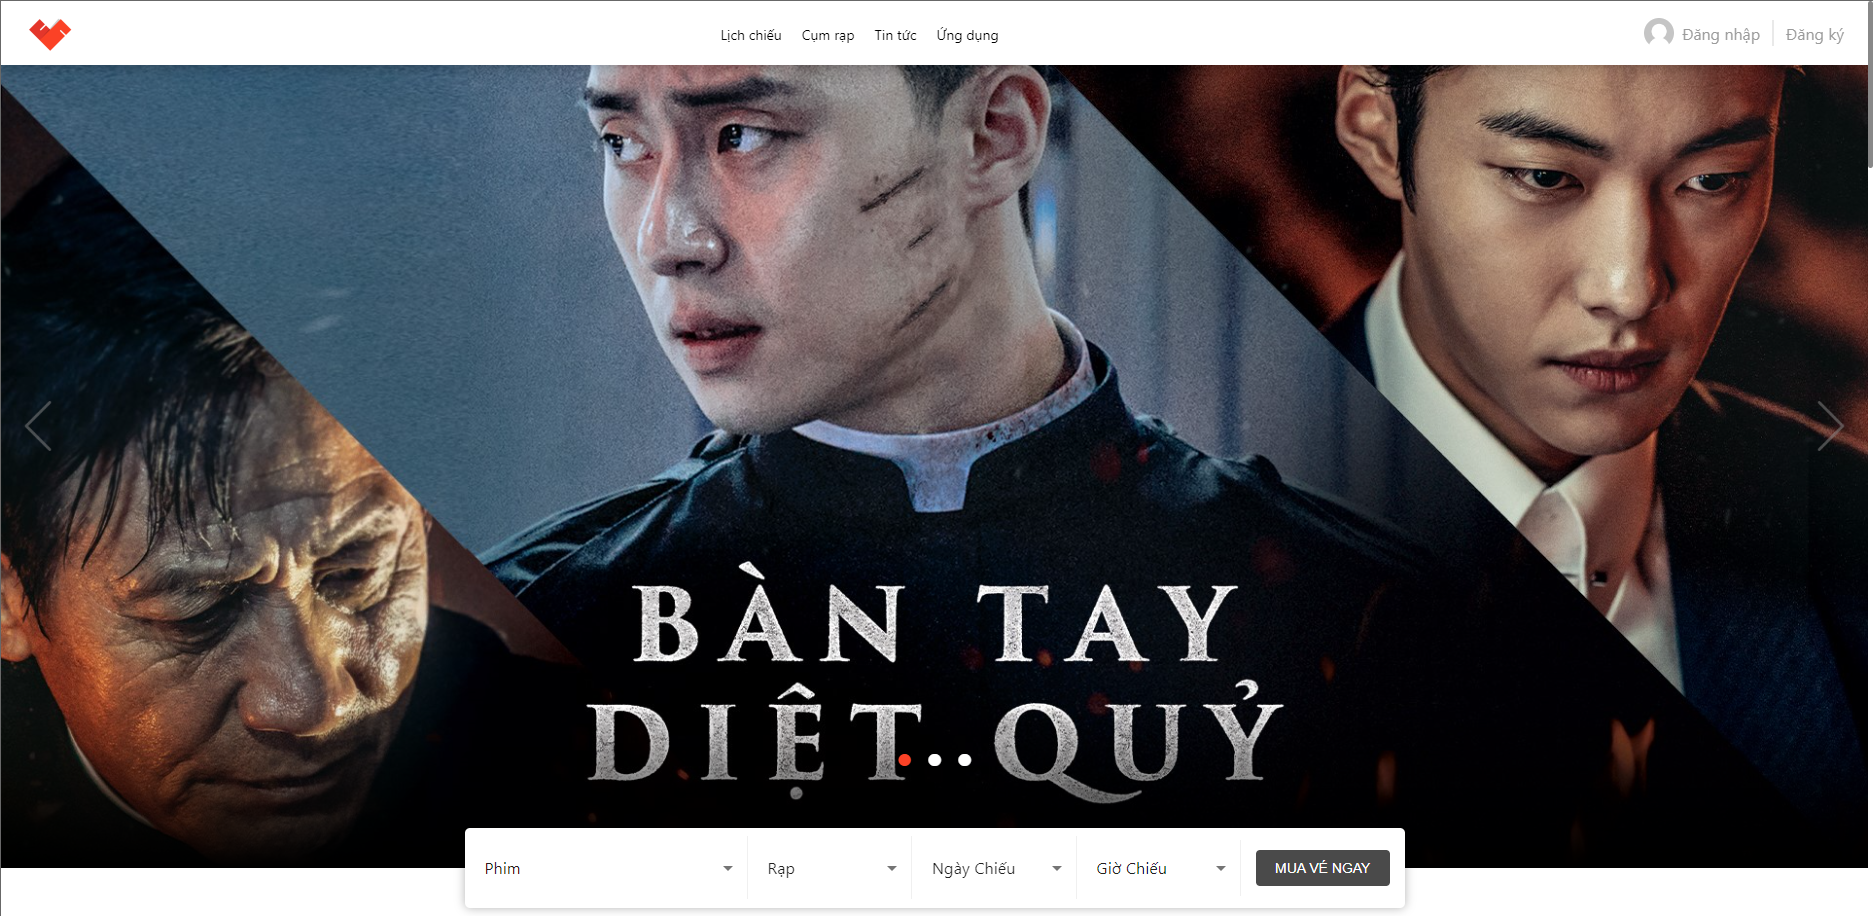 Lịch chiếu
Cụm rạp
Tin tức
Ứng dụng
Đăng nhập
Đăng ký
BÀN TAY
DIỆT QUỶ
Phim
Rạp
Ngày Chiếu
Giờ Chiếu
MUA VÉ NGAY